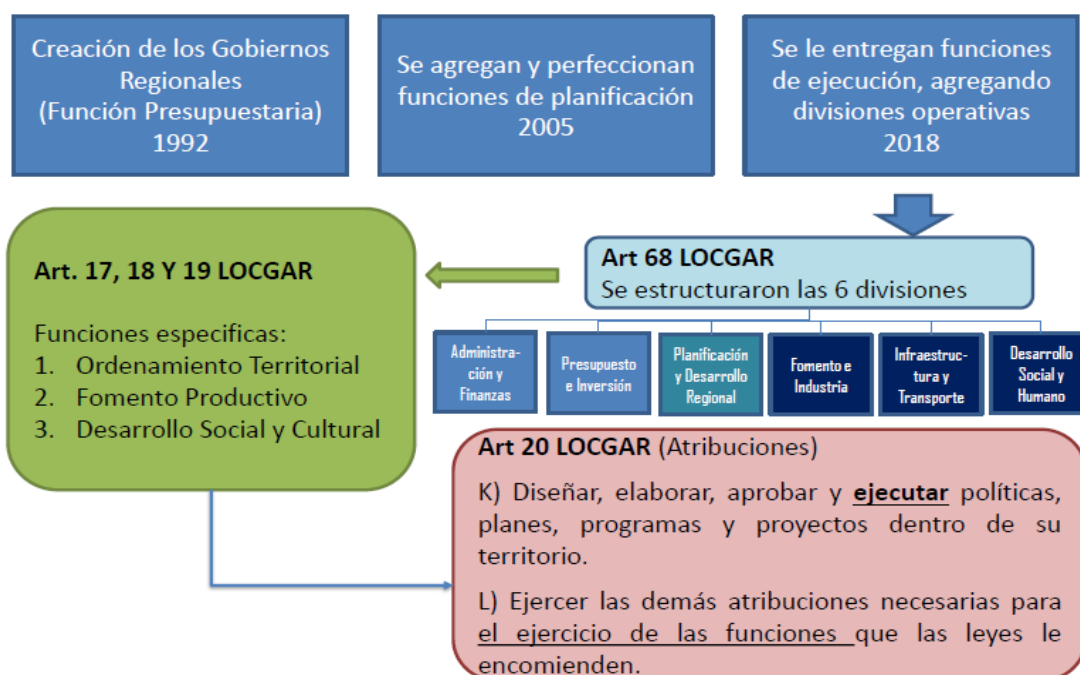 Creación de los Gobiernos
Regionales
(Función Presupuestaria)
1992
Se agregan y perfeccionan
funciones de planificación
2005
Se le entregan funciones
de ejecución, agregando
divisiones operativas
2018
Art 68 LOCGAR
Se estructuraron las 6 divisiones
Art. 17, 18 Y 19 LOCGAR
Funciones especificas:
1. Ordenamiento Territorial
2. Fomento Productivo
3. Desarrollo Social y Cultural
Administra-
ción y
Finanzas
Presupuesto
e Inversión
Planificación
y Desarrollo
Regional
Fomento e
Industria
Infraestruc-
tura y
Transporte
Desarrollo
Social y
Humano
Art 20 LOCGAR (Atribuciones)
K) Diseñar, elaborar, aprobar y ejecutar políticas,
planes, programas y proyectos dentro de su
territorio.
L) Ejercer las demás atribuciones necesarias para
el ejercicio de las funciones que las leyes le
encomienden.